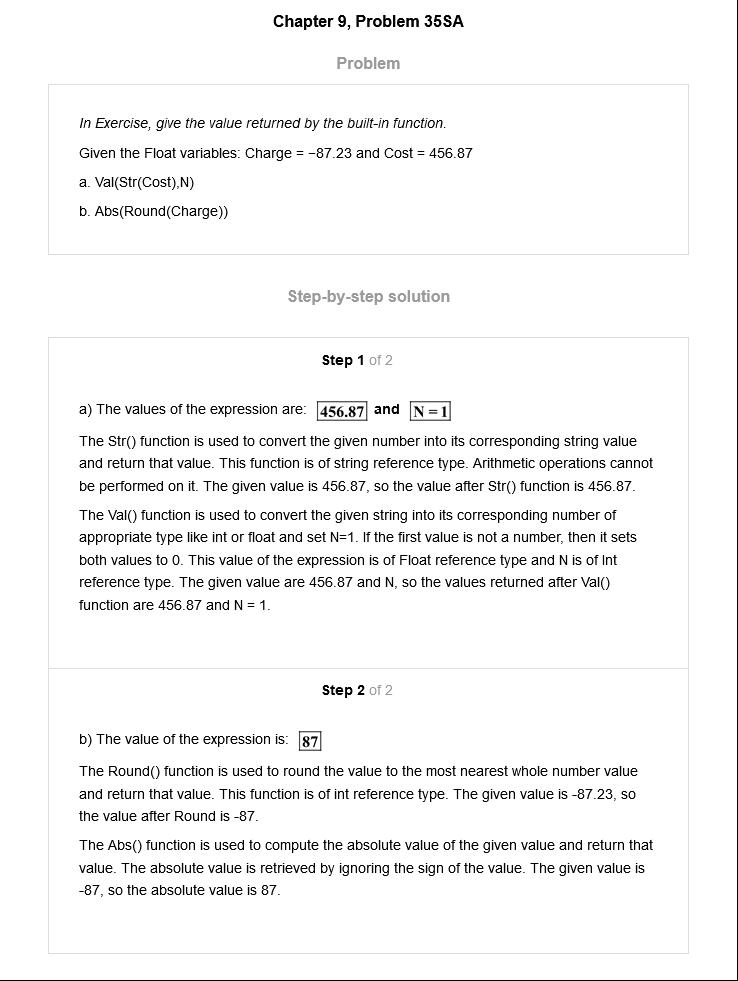 Chapter 9, Problem 35SA
Problem
In Exercise, give the value returned by the built-in function.
Given the Float variables: Charge = −87.23 and Cost = 456.87
a. Val(Str(Cost),N)
b. Abs(Round(Charge))
Step-by-step solution
Step 1 of 2
a) The values of the expression are: 456.87 and N = 1
The Str() function is used to convert the given number into its corresponding string value
and return that value. This function is of string reference type. Arithmetic operations cannot
be performed on it. The given value is 456.87, so the value after Str() function is 456.87.
The Val() function is used to convert the given string into its corresponding number of
appropriate type like int or float and set N=1. If the first value is not a number, then it sets
both values to 0. This value of the expression is of Float reference type and N is of Int
reference type. The given value are 456.87 and N, so the values returned after Val()
function are 456.87 and N = 1.
Step 2 of 2
b) The value of the expression is: 87
The Round() function is used to round the value to the most nearest whole number value
and return that value. This function is of int reference type. The given value is -87.23, so
the value after Round is -87.
The Abs() function is used to compute the absolute value of the given value and return that
value. The absolute value is retrieved by ignoring the sign of the value. The given value is
-87, so the absolute value is 87.